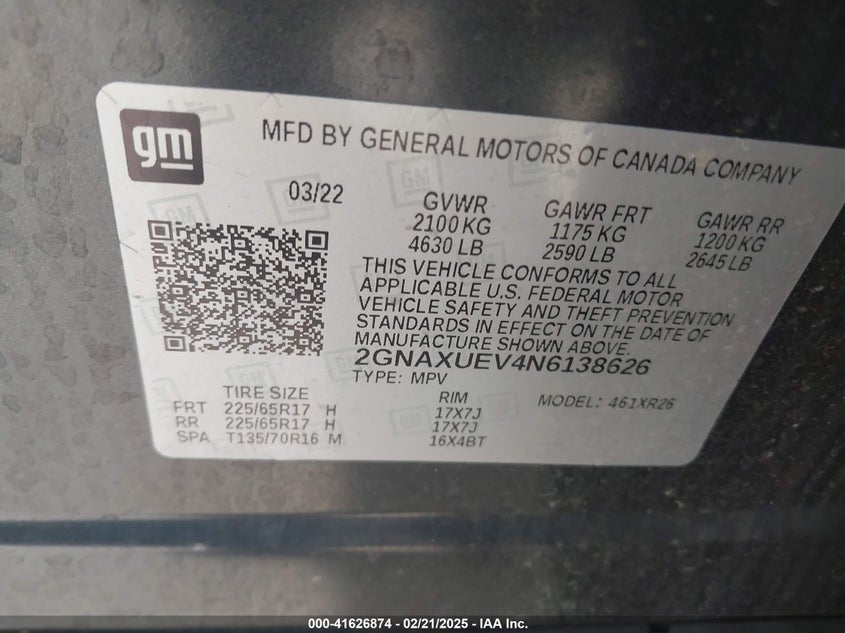 gm
MFD BY GENERAL MOTORS OF CANADA COMPANY
03/22
GVWR GAWR FRT GAWR RR
2100 KG 1175 KG 1200 KG
4630 LB 2590 LB 2645 LB
THIS VEHICLE CONFORMS TO ALL
APPLICABLE U.S. FEDERAL MOTOR
VEHICLE SAFETY AND THEFT PREVENTION
STANDARDS IN EFFECT ON THE DATE OF
MANUFACTURE SHOWN ABOVE.
2GNAXUEV4N6138626
TYPE: MPV
MODEL: 461XR26
TIRE SIZE RIM
FRT 225/65R17 H 17X7J
RR 225/65R17 H 17X7J
SPA T135/70R16 M 16X4BT
000-41626874 - 02/21/2025 - IAA Inc.